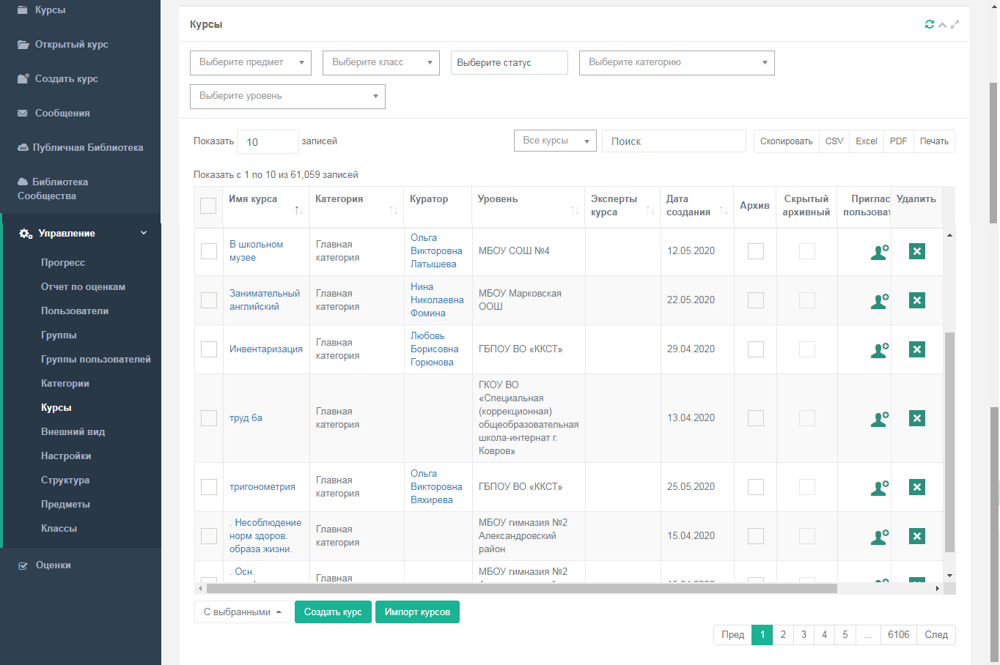 Курсы
Открытый курс
Создать курс
Сообщения
Публичная Библиотека
Библиотека
Сообщества
Управление
Прогресс
Отчет по оценкам
Пользователи
Группы
Группы пользователей
Категории
Курсы
Внешний вид
Настройки
Структура
Предметы
Классы
Оценки
Курсы
Выберите предмет
Выберите класс
Выберите статус
Выберите категорию
Выберите уровень
Показать 10 записей
Все курсы
Поиск
Скопировать CSV Excel PDF Печать
Показать с 1 по 10 из 61,059 записей
Имя курса
Категория
Куратор
Уровень
Эксперты
курса
Дата
создания
Архив
Скрытый
архивный
Приглас
пользоват
Удалить
В школьном
музее
Главная
категория
Ольга
Викторовна
Латышева
МБОУ СОШ №4
12.05.2020
Занимательный
английский
Главная
категория
Нина
Николаевна
Фомина
МБОУ Марковская
ООШ
22.05.2020
Инвентаризация
Главная
категория
Любовь
Борисовна
Горюнова
ГБПОУ ВО «ККСТ»
29.04.2020
труд 6а
Главная
категория
ГКОУ ВО
«Специальная
(коррекционная)
общеобразовательная
школа-интернат г.
Ковров»
13.04.2020
тригонометрия
Главная
категория
Ольга
Викторовна
Вяхирева
ГБПОУ ВО «ККСТ»
25.05.2020
. Несоблюдение
норм здоров.
образа жизни.
Главная
категория
МБОУ гимназия №2
Александровский
район
15.04.2020
. Осн.
Главная
МБОУ гимназия №2
С выбранными
Создать курс
Импорт курсов
Пред 1 2 3 4 5 ... 6106 След